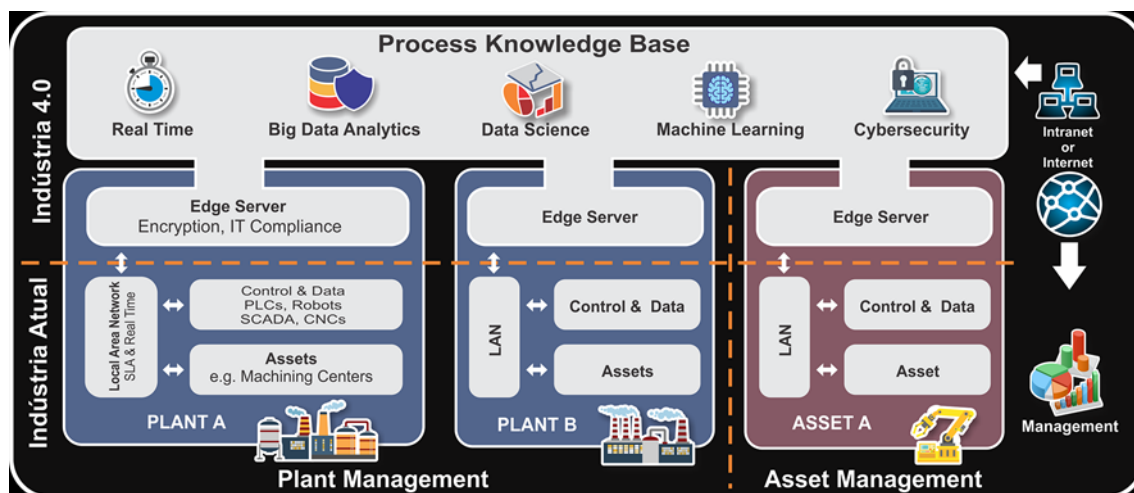 Process Knowledge Base
Real Time
Big Data Analytics
Data Science
Machine Learning
Cybersecurity
Indústria 4.0
Intranet
or
Internet
Edge Server
Encryption, IT Compliance
Edge Server
Edge Server
Indústria Atual
Local Area Network
SLA & Real Time
Control & Data
PLCs, Robots
SCADA, CNCs
Assets
e.g. Machining Centers
PLANT A
LAN
Control & Data
Assets
PLANT B
LAN
Control & Data
Asset
ASSET A
Management
Plant Management
Asset Management